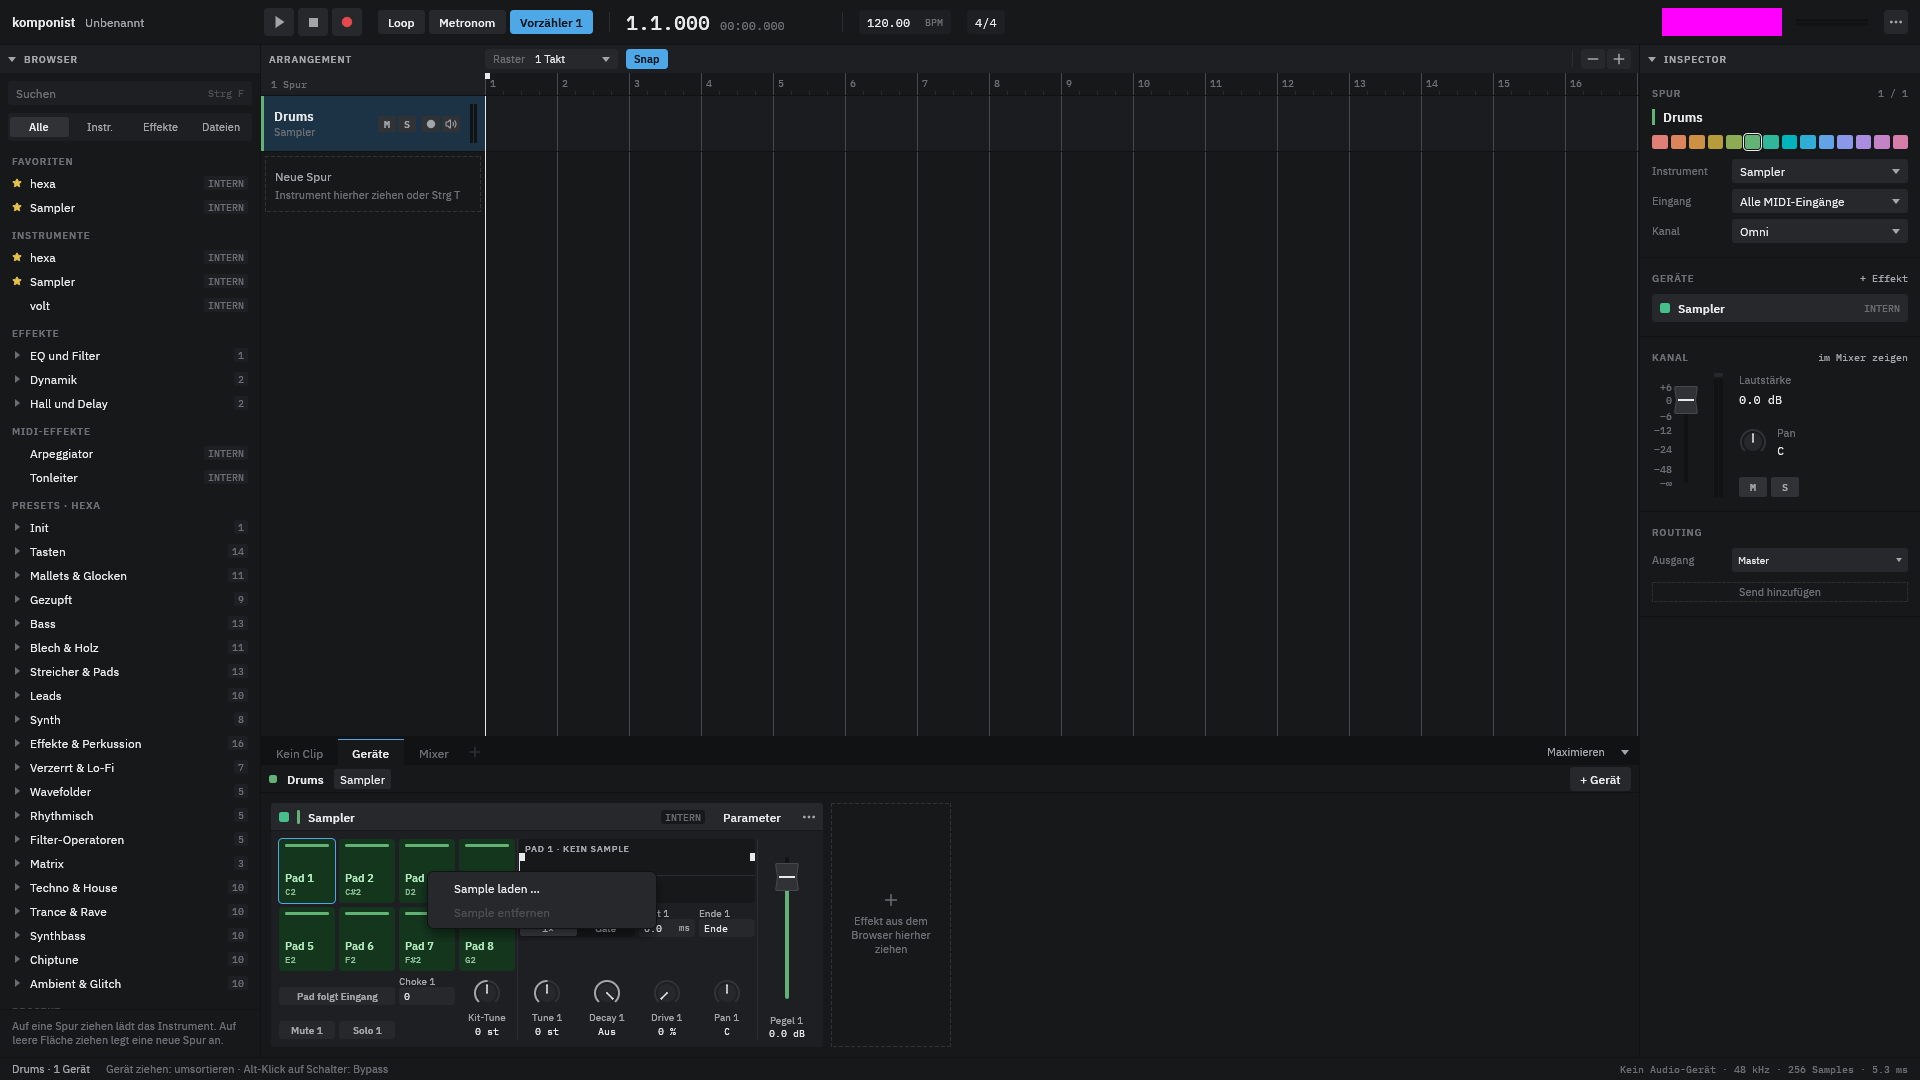 komponist Unbenannt
Loop Metronom Vorzähler 1
1.1.000 00:00.000
120.00 BPM 4/4
BROWSER
Suchen Strg F
Alle Instr. Effekte Dateien
FAVORITEN
hexa INTERN
Sampler INTERN
INSTRUMENTE
hexa INTERN
Sampler INTERN
volt INTERN
EFFEKTE
EQ und Filter 1
Dynamik 2
Hall und Delay 2
MIDI-EFFEKTE
Arpeggiator INTERN
Tonleiter INTERN
PRESETS · HEXA
Init 1
Tasten 14
Mallets & Glocken 11
Gezupft 9
Bass 13
Blech & Holz 11
Streicher & Pads 13
Leads 10
Synth 8
Effekte & Perkussion 16
Verzerrt & Lo-Fi 7
Wavefolder 5
Rhythmisch 5
Filter-Operatoren 5
Matrix 3
Techno & House 10
Trance & Rave 10
Synthbass 10
Chiptune 10
Ambient & Glitch 10
Auf eine Spur ziehen lädt das Instrument. Auf
leere Fläche ziehen legt eine neue Spur an.
ARRANGEMENT
Raster 1 Takt Snap
1 Spur
1 2 3 4 5 6 7 8 9 10 11 12 13 14 15 16
Drums
Sampler
M S
Neue Spur
Instrument hierher ziehen oder Strg T
Kein Clip Geräte Mixer
Maximieren
Drums Sampler
+ Gerät
Sampler INTERN Parameter
Pad 1
C2
Pad 2
C#2
Pad
D2
PAD 1 · KEIN SAMPLE
Sample laden ...
Sample entfernen
t 1 Ende 1
1× Gate 0.0 ms Ende
Pad 5
E2
Pad 6
F2
Pad 7
F#2
Pad 8
G2
Pad folgt Eingang
Choke 1
0
Mute 1 Solo 1
Kit-Tune
0 st
Tune 1
0 st
Decay 1
Aus
Drive 1
0 %
Pan 1
C
Pegel 1
0.0 dB
Effekt aus dem
Browser hierher
ziehen
INSPECTOR
SPUR 1 / 1
Drums
Instrument Sampler
Eingang Alle MIDI-Eingänge
Kanal Omni
GERÄTE + Effekt
Sampler INTERN
KANAL im Mixer zeigen
+6
0
−6
−12
−24
−48
−∞
Lautstärke
0.0 dB
Pan
C
M S
ROUTING
Ausgang Master
Send hinzufügen
Drums · 1 Gerät Gerät ziehen: umsortieren · Alt-Klick auf Schalter: Bypass
Kein Audio-Gerät · 48 kHz · 256 Samples · 5.3 ms